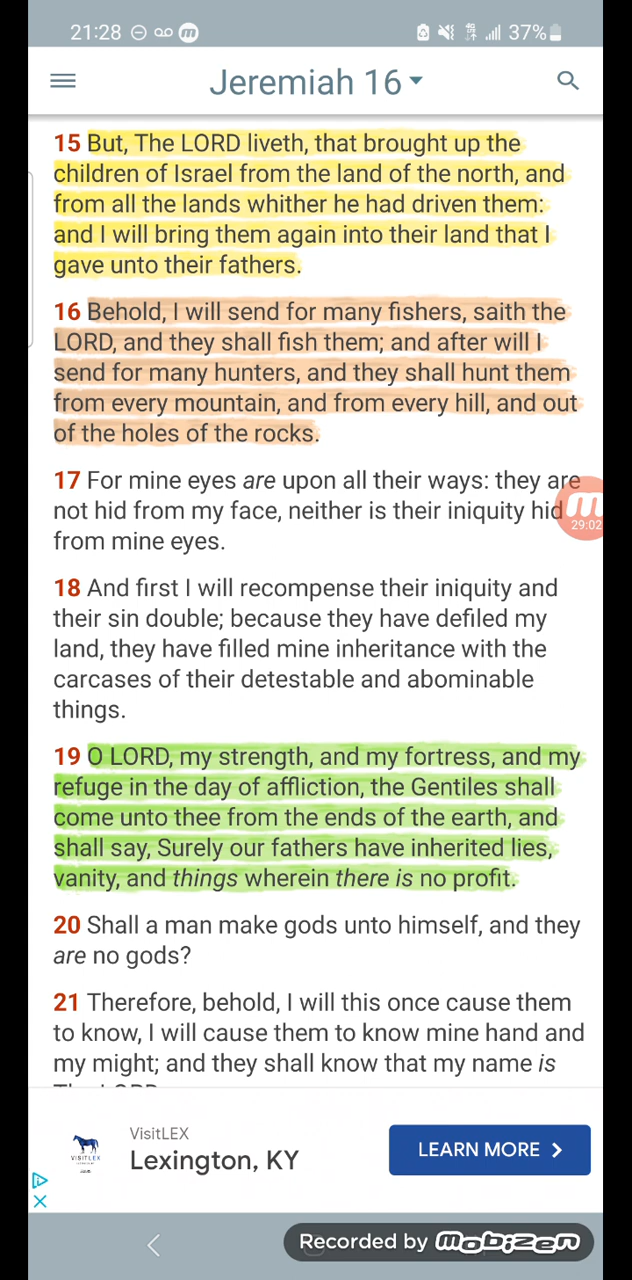 21:28
37%
Jeremiah 16
15 But, The LORD liveth, that brought up the
children of Israel from the land of the north, and
from all the lands whither he had driven them:
and I will bring them again into their land that I
gave unto their fathers.
16 Behold, I will send for many fishers, saith the
LORD, and they shall fish them; and after will I
send for many hunters, and they shall hunt them
from every mountain, and from every hill, and out
of the holes of the rocks.
17 For mine eyes are upon all their ways: they are
not hid from my face, neither is their iniquity hid
29:02
from mine eyes.
18 And first I will recompense their iniquity and
their sin double; because they have defiled my
land, they have filled mine inheritance with the
carcases of their detestable and abominable
things.
19 O LORD, my strength, and my fortress, and my
refuge in the day of affliction, the Gentiles shall
come unto thee from the ends of the earth, and
shall say, Surely our fathers have inherited lies,
vanity, and things wherein there is no profit.
20 Shall a man make gods unto himself, and they
are no gods?
21 Therefore, behold, I will this once cause them
to know, I will cause them to know mine hand and
my might; and they shall know that my name is
VisitLEX
Lexington, KY
VISITLEX
LEARN MORE
Recorded by mobizen